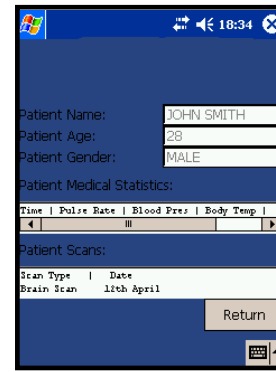 18:34
Patient Name: JOHN SMITH
Patient Age: 28
Patient Gender: MALE
Patient Medical Statistics:
Time | Pulse Rate | Blood Pres | Body Temp |
Patient Scans:
Scan Type | Date
Brain Scan 12th April
Return